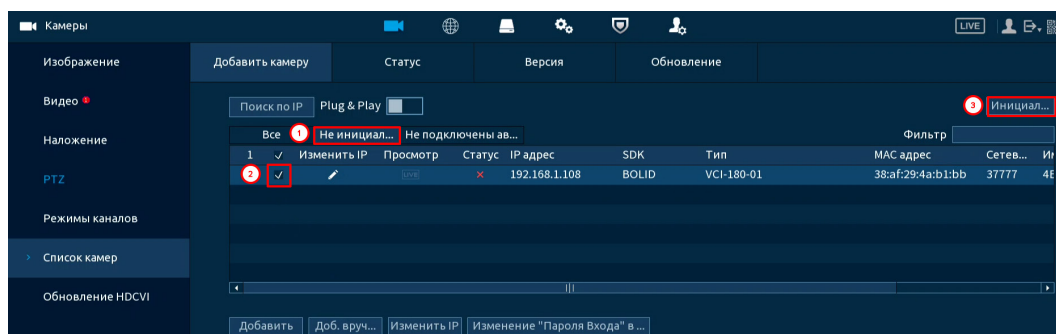 Камеры
LIVE
Изображение
Добавить камеру
Статус
Версия
Обновление
Видео
Поиск по IP
Plug & Play
3
Инициал...
Наложение
Все
1
Не инициал...
Не подключены ав...
Фильтр
1 Изменить IP Просмотр Статус IP адрес SDK Тип MAC адрес Сетев...
2 LIVE 192.168.1.108 BOLID VCI-180-01 38:af:29:4a:b1:bb 37777
PTZ
Режимы каналов
Список камер
Обновление HDCVI
Добавить
Доб. вруч...
Изменить IP
Изменение "Пароля Входа" в ...